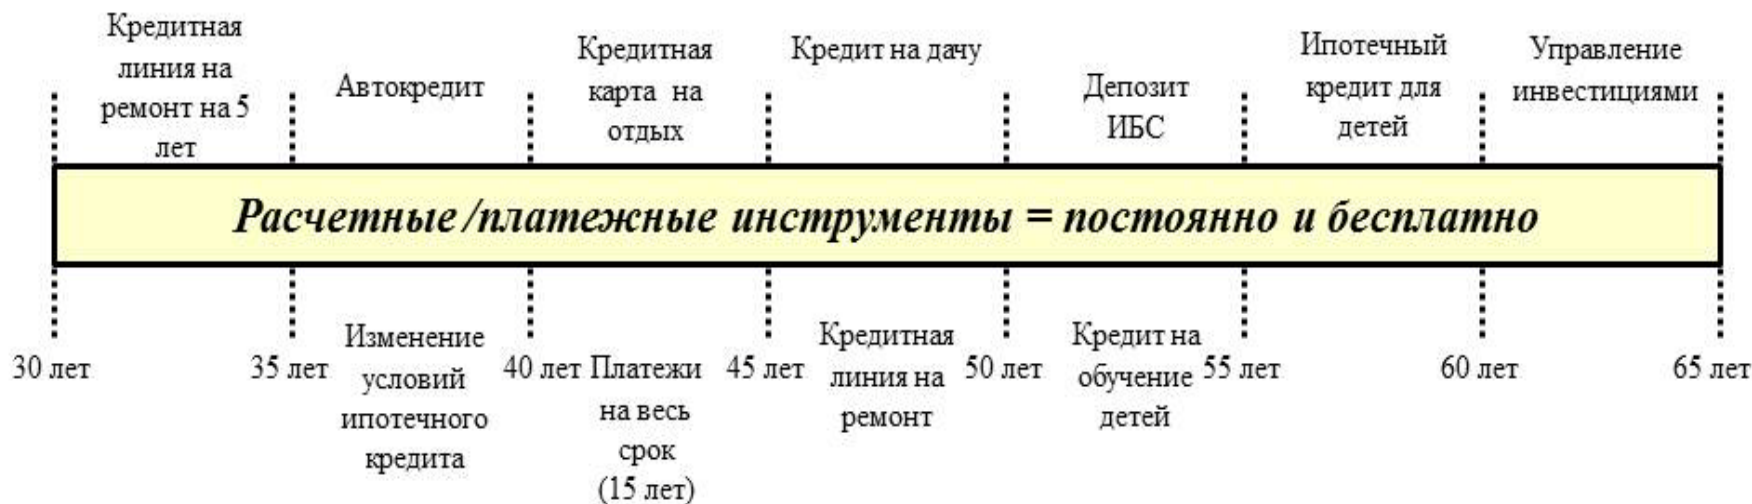 Кредитная
линия на
ремонт на 5
лет
Автокредит
Кредитная
карта на
отдых
Кредит на дачу
Депозит
ИБС
Ипотечный
кредит для
детей
Управление
инвестициями
Расчетные /платежные инструменты = постоянно и бесплатно
30 лет
35 лет
Изменение
условий
ипотечного
кредита
40 лет
Платежи
на весь
срок
(15 лет)
45 лет
Кредитная
линия на
ремонт
50 лет
Кредит на
обучение
детей
55 лет
60 лет
65 лет